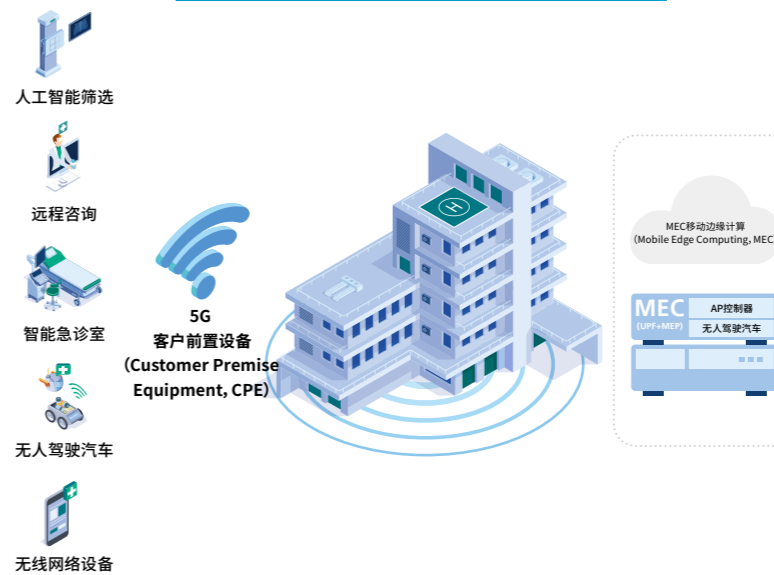 人工智能筛选
远程咨询
智能急诊室
无人驾驶汽车
无线网络设备
5G
客户前置设备
（Customer Premise
Equipment, CPE）
H
MEC移动边缘计算
（Mobile Edge Computing, MEC）
MEC
(UPF+MEP)
AP控制器
无人驾驶汽车